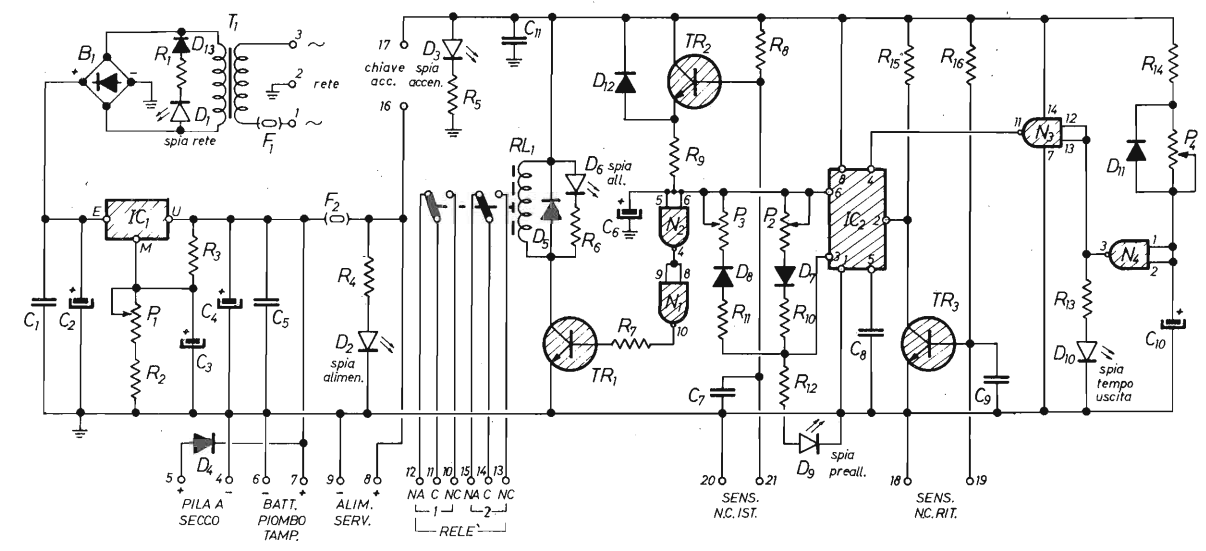 T1
B1
D13
R1
D1
+
-
spia rete
3 ~
2
rete
1 ~
F1
17
chiave
acc.
16
D3
spia
accen.
R5
C11
RL1
D5
D6 spia
all.
R6
D12
TR2
R8
R9
C6
+
5 6
N2
4
9 8
N1
10
R7
TR1
P3
D8
R11
P2
D7
R10
R12
C7
D9
spia
preall.
8 4
6
IC2
2
3
1 5
C8
R15
R16
TR3
C9
14
11
N3
12
13
7
R14
D11
P4
3
N4
1
2
R13
D10
spia
tempo
uscita
C10
+
E
IC1
U
M
F2
R3
R4
C1
C2
+
P1
R2
C3
+
C4
+
C5
D2
spia
alimen.
D4
5
+
4
-
6
-
7
+
9
-
8
+
12 11 10 15 14 13
NA C NC NA C NC
1 2
RELE'
PILA A
SECCO
BATT.
PIOMBO
TAMP.
ALIM.
SERV.
20 21
SENS.
N.C. IST.
18 19
SENS.
N.C. RIT.